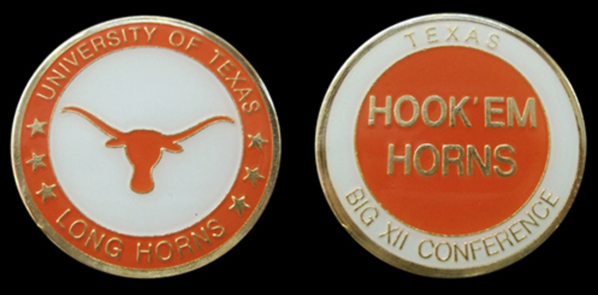 UNIVERSITY OF TEXAS
LONG HORNS
TEXAS
HOOK'EM
HORNS
BIG XII CONFERENCE